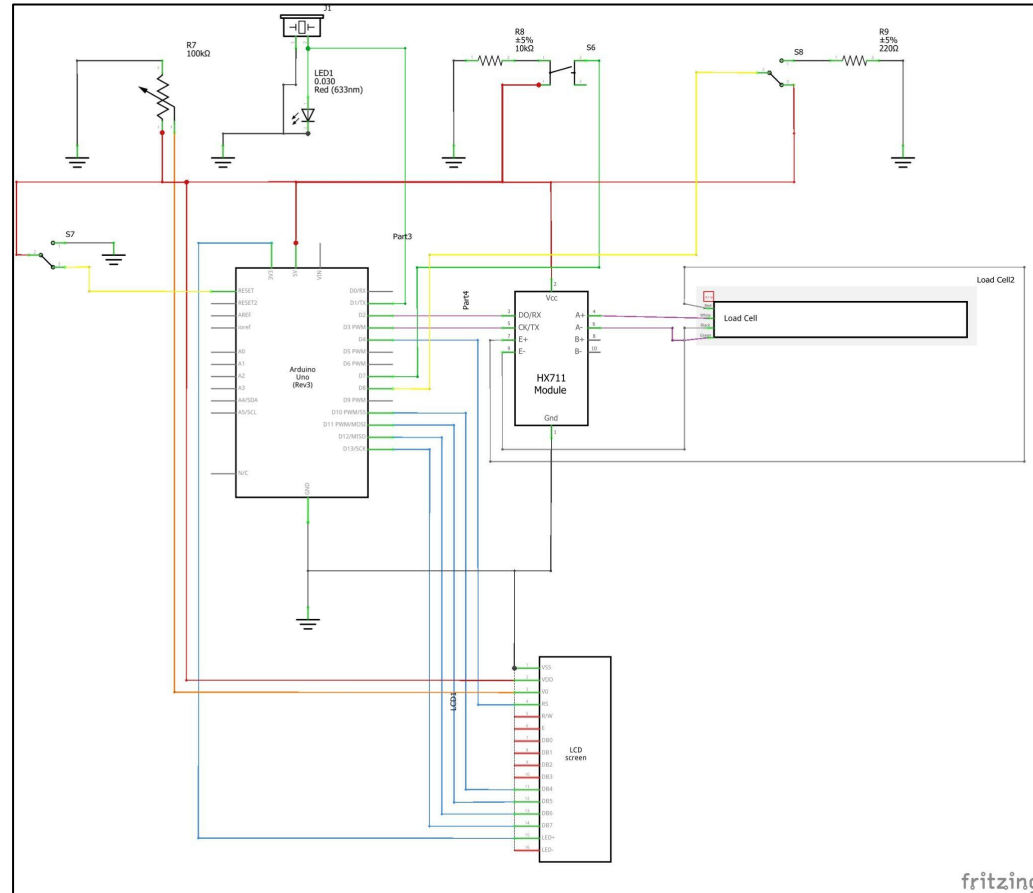 J1
R7
100kΩ
LED1
0.030
Red (633nm)
R8
±5%
10kΩ
S6
S8
R9
±5%
220Ω
S7
Part3
3V3
5V
VIN
RESET
RESET2
AREF
ioref
A0
A1
A2
A3
A4/SDA
A5/SCL
N/C
Arduino
Uno
(Rev3)
D0/RX
D1/TX
D2
D3 PWM
D4
D5 PWM
D6 PWM
D7
D8
D9 PWM
D10 PWM/SS
D11 PWM/MOSI
D12/MISO
D13/SCK
GND
Part4
Vcc
DO/RX
CK/TX
E+
E-
A+
A-
B+
B-
HX711
Module
Gnd
Load Cell2
Load Cell
LCD1
VSS
VDD
V0
RS
R/W
E
DB0
DB1
DB2
DB3
DB4
DB5
DB6
DB7
LED+
LED-
LCD
screen
fritzing